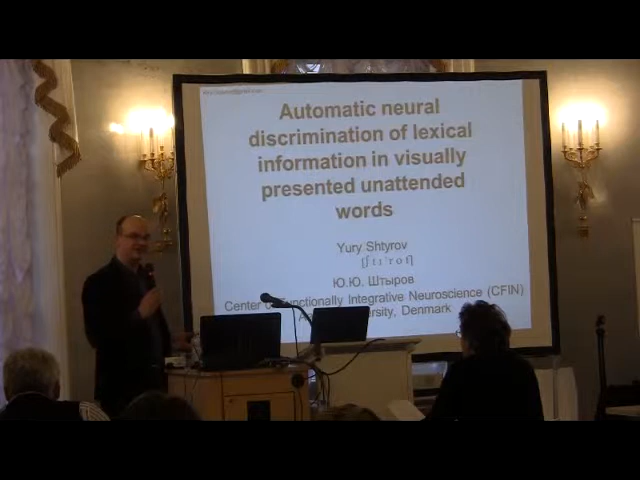 Automatic neural
discrimination of lexical
information in visually
presented unattended
words
Yury Shtyrov
Ю.Ю. Штыров
Center Functionally Integrative Neuroscience (CFIN)
University, Denmark